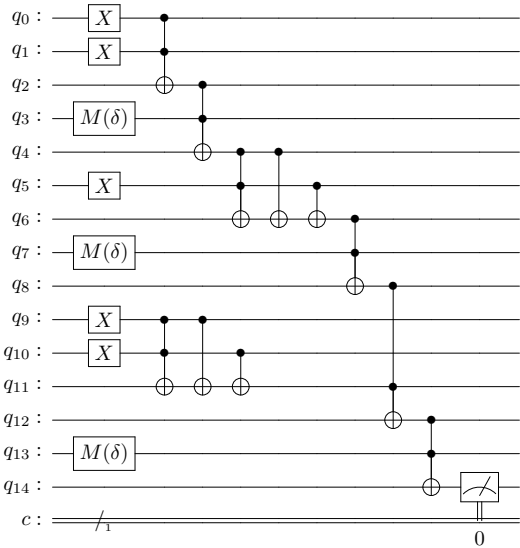 q₀ : X
q₁ : X
q₂ :
q₃ : M(δ)
q₄ :
q₅ : X
q₆ :
q₇ : M(δ)
q₈ :
q₉ : X
q₁₀ : X
q₁₁ :
q₁₂ :
q₁₃ : M(δ)
q₁₄ :
c : /₁
0